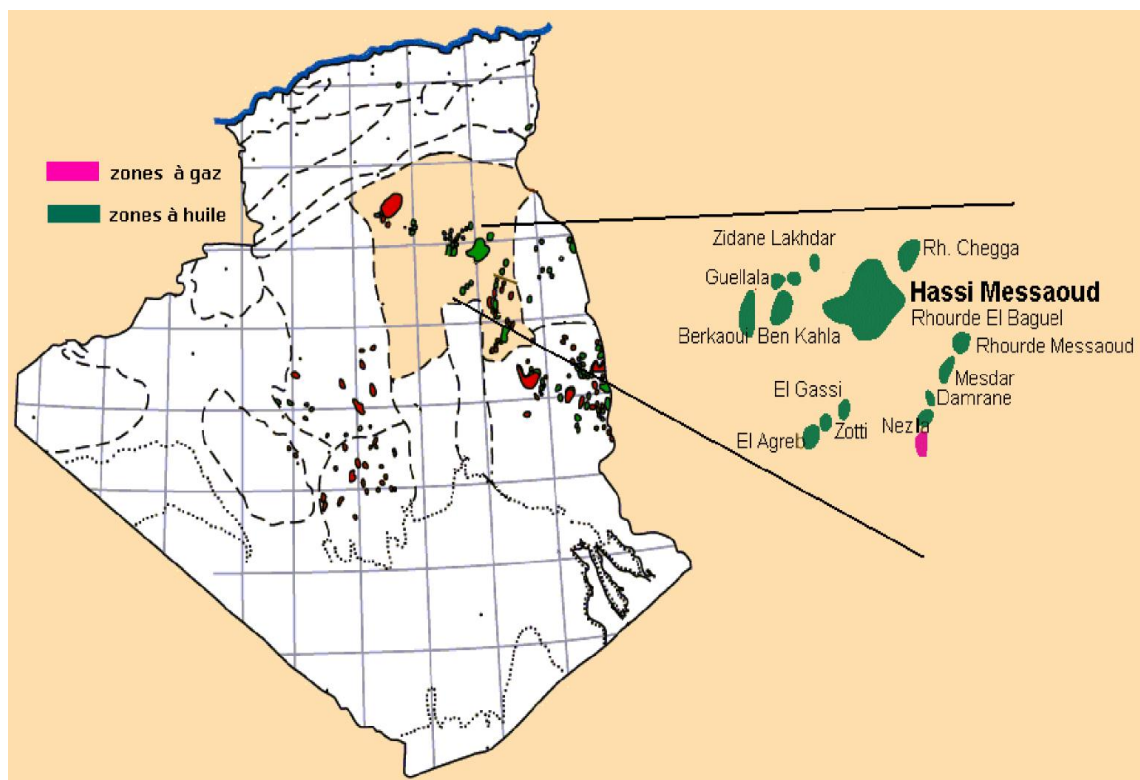 zones à gaz
zones à huile
Zidane Lakhdar
Rh. Chegga
Guellala
Hassi Messaoud
Rhourde El Baguel
Berkaoui
Ben Kahla
Rhourde Messaoud
Mesdar
El Gassi
Damrane
Nezla
Zotti
El Agreb